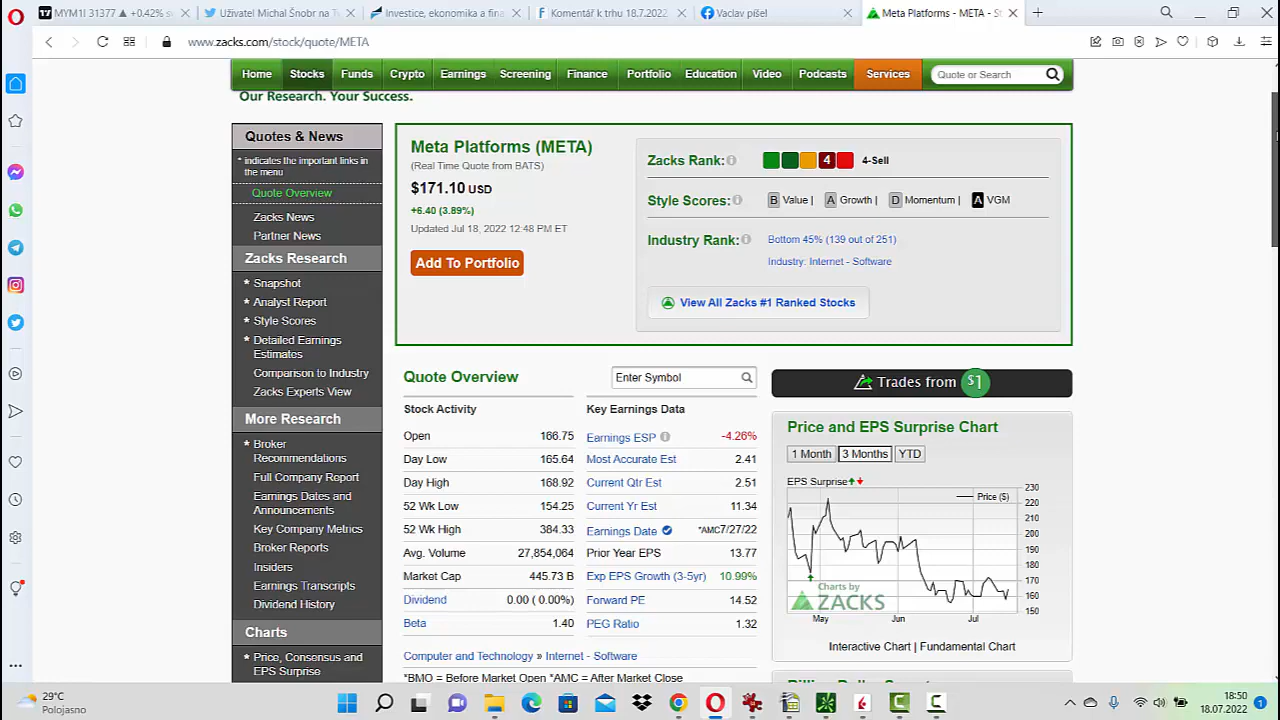 MYM1! 31377 ▲ +0.42%
Uživatel Michal Šnobr na Tv
Investice, ekonomika a fina
Komentář k trhu 18.7.2022
Vaclav pišel
Meta Platforms - META - St
www.zacks.com/stock/quote/META
Home
Stocks
Funds
Crypto
Earnings
Screening
Finance
Portfolio
Education
Video
Podcasts
Services
Quote or Search
Our Research. Your Success.
Quotes & News
* indicates the important links in
the menu
Quote Overview
Zacks News
Partner News
Zacks Research
* Snapshot
* Analyst Report
* Style Scores
* Detailed Earnings
Estimates
Comparison to Industry
Zacks Experts View
More Research
* Broker
Recommendations
Full Company Report
Earnings Dates and
Announcements
Key Company Metrics
Broker Reports
Insiders
Earnings Transcripts
Dividend History
Charts
* Price, Consensus and
EPS Surprise
Meta Platforms (META)
(Real Time Quote from BATS)
$171.10 USD
+6.40 (3.89%)
Updated Jul 18, 2022 12:48 PM ET
Add To Portfolio
Zacks Rank:
4
4-Sell
Style Scores:
B Value | A Growth | D Momentum | A VGM
Industry Rank:
Bottom 45% (139 out of 251)
Industry: Internet - Software
View All Zacks #1 Ranked Stocks
Quote Overview
Enter Symbol
Stock Activity
Open 166.75
Day Low 165.64
Day High 168.92
52 Wk Low 154.25
52 Wk High 384.33
Avg. Volume 27,854,064
Market Cap 445.73 B
Dividend 0.00 ( 0.00%)
Beta 1.40
Key Earnings Data
Earnings ESP -4.26%
Most Accurate Est 2.41
Current Qtr Est 2.51
Current Yr Est 11.34
Earnings Date *AMC7/27/22
Prior Year EPS 13.77
Exp EPS Growth (3-5yr) 10.99%
Forward PE 14.52
PEG Ratio 1.32
Computer and Technology » Internet - Software
*BMO = Before Market Open *AMC = After Market Close
Trades from $1
Price and EPS Surprise Chart
1 Month
3 Months
YTD
EPS Surprise
Price ($)
230
220
210
200
190
180
170
160
150
Charts by
ZACKS
May
Jun
Jul
Interactive Chart | Fundamental Chart
29°C
Polojasno
18:50
18.07.2022
1